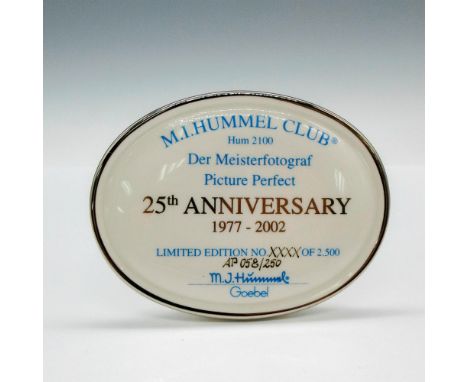 M.I.HUMMEL CLUB®
Hum 2100
Der Meisterfotograf
Picture Perfect
25th ANNIVERSARY
1977 - 2002
LIMITED EDITION NO XXXX OF 2.500
AP 058/250
M.J.Hummel
Goebel